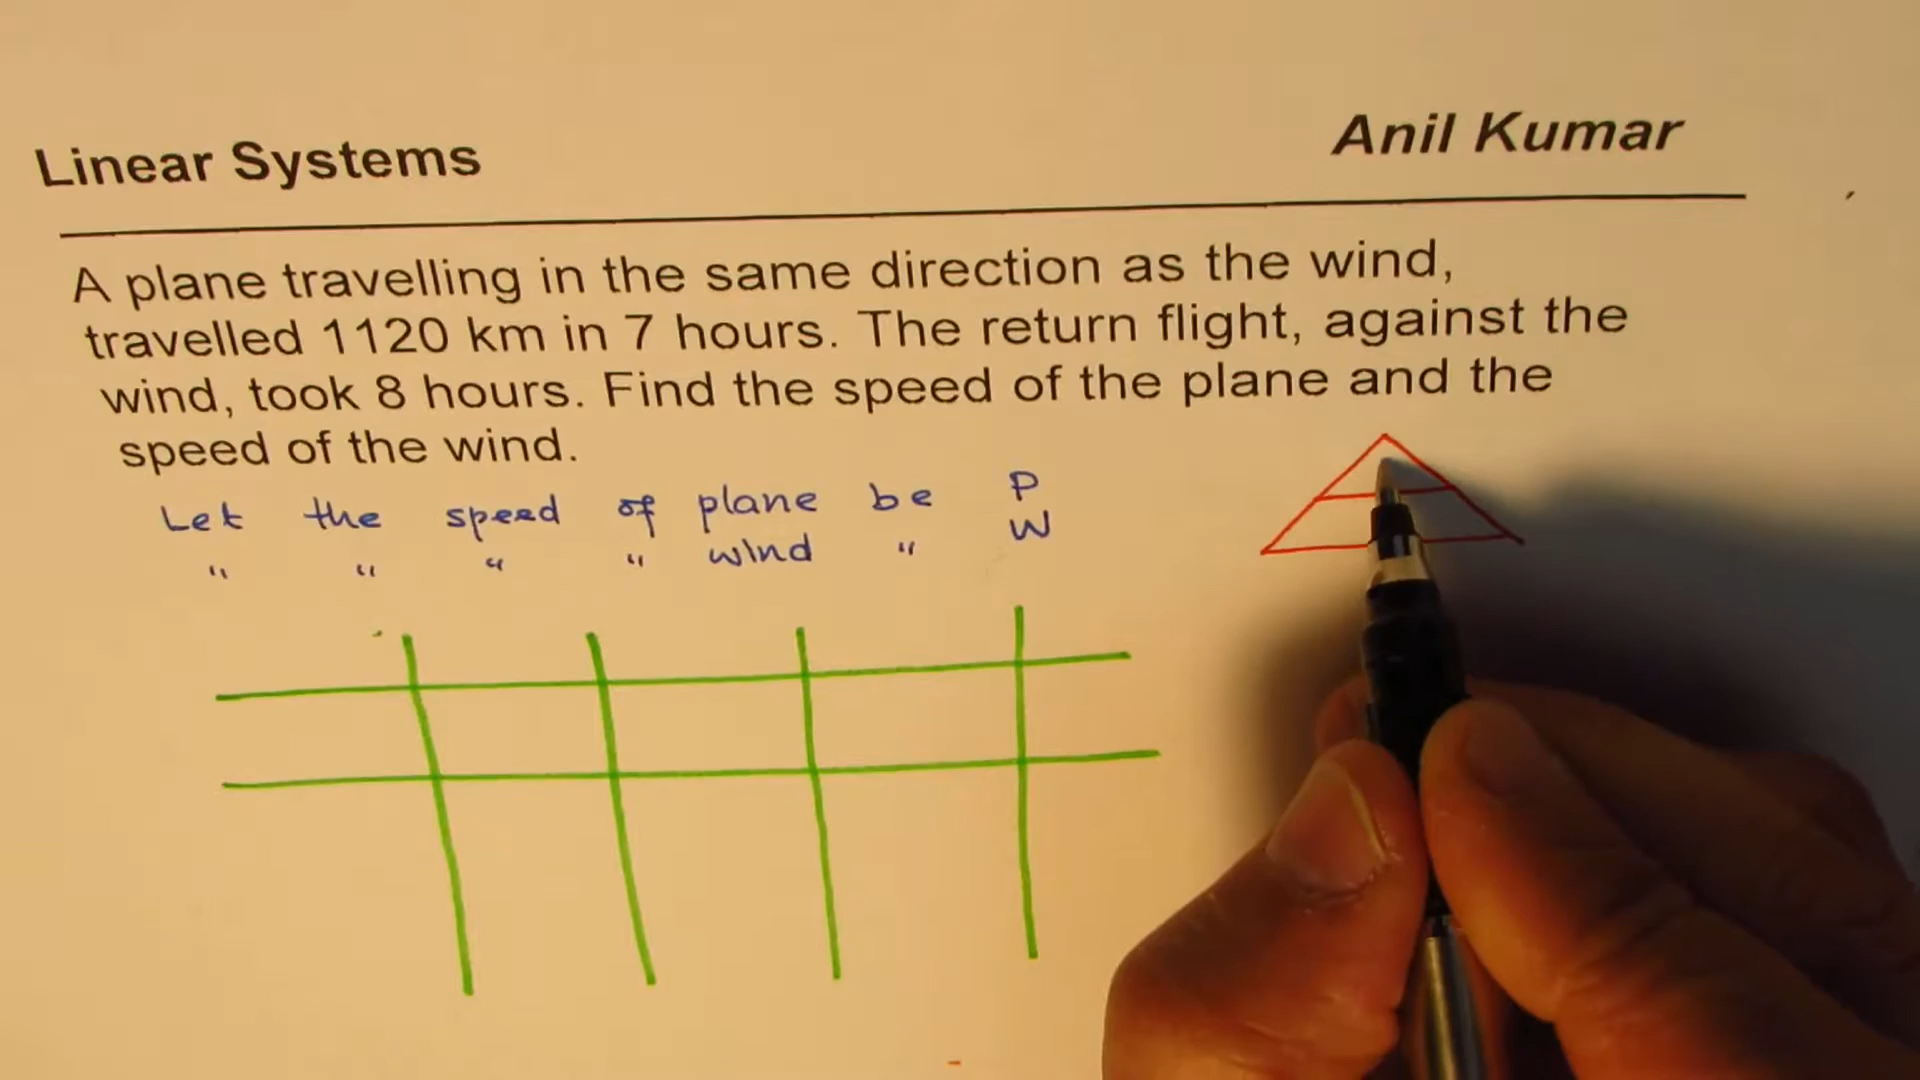 Linear Systems
Anil Kumar
A plane travelling in the same direction as the wind,
travelled 1120 km in 7 hours. The return flight, against the
wind, took 8 hours. Find the speed of the plane and the
speed of the wind.
Let the speed of plane be P
" " " " wind " W